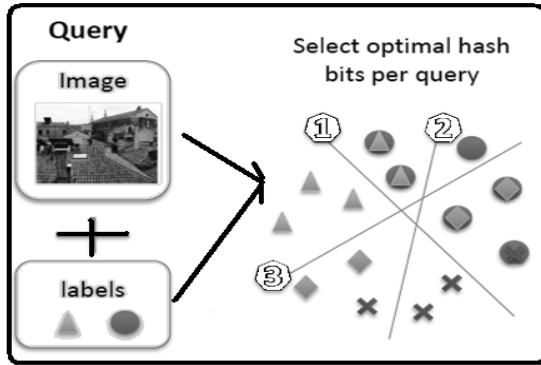 Query
Image
labels
Select optimal hash
bits per query
1
2
3